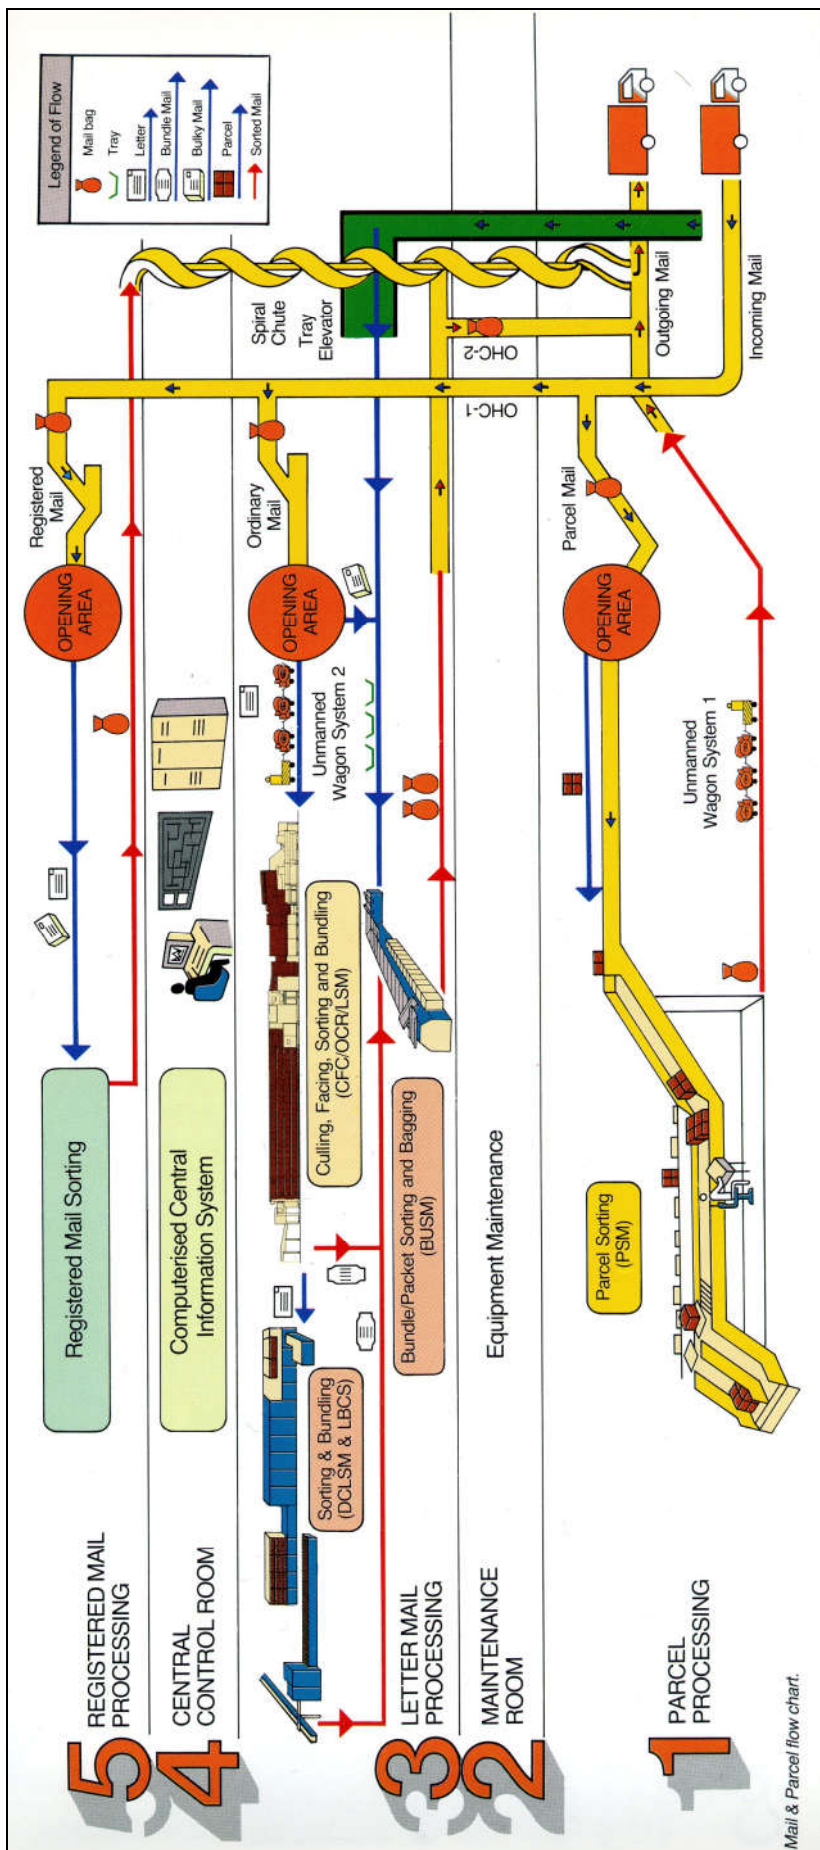 Legend of Flow
Mail bag
Tray
Letter
Bundle Mail
Bulky Mail
Parcel
Sorted Mail
5
REGISTERED MAIL
PROCESSING
Registered Mail Sorting
OPENING
AREA
Registered
Mail
4
CENTRAL
CONTROL ROOM
Computerised Central
Information System
3
LETTER MAIL
PROCESSING
Sorting & Bundling
(DCLSM & LBCS)
Culling, Facing, Sorting and Bundling
(CFC/OCR/LSM)
Bundle/Packet Sorting and Bagging
(BUSM)
Unmanned
Wagon System 2
OPENING
AREA
Ordinary
Mail
Spiral
Chute
Tray
Elevator
OHC-2
OHC-1
2
MAINTENANCE
ROOM
Equipment Maintenance
1
PARCEL
PROCESSING
Parcel Sorting
(PSM)
Unmanned
Wagon System 1
OPENING
AREA
Parcel Mail
Outgoing Mail
Incoming Mail
Mail & Parcel flow chart.